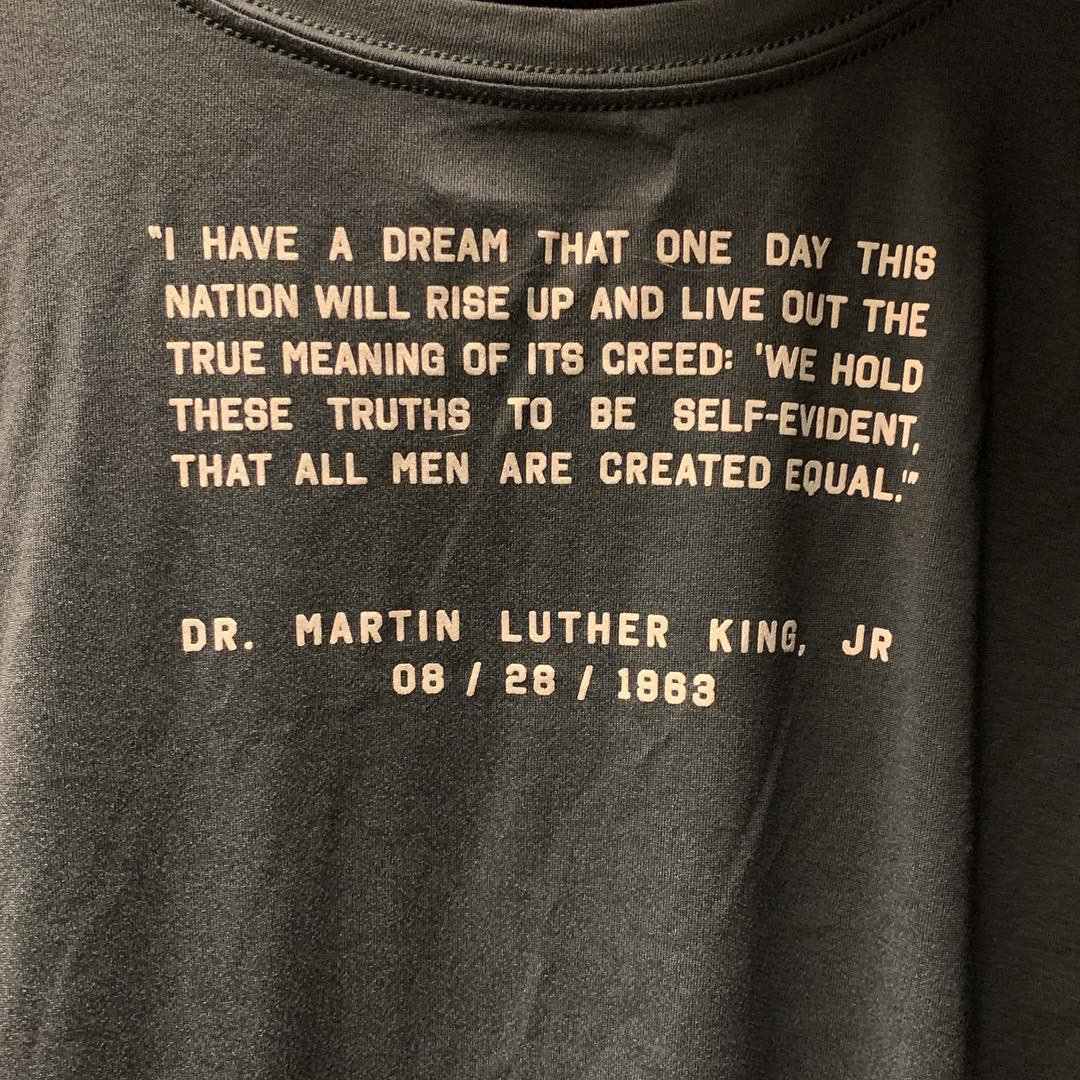 "I HAVE A DREAM THAT ONE DAY THIS
NATION WILL RISE UP AND LIVE OUT THE
TRUE MEANING OF ITS CREED: 'WE HOLD
THESE TRUTHS TO BE SELF-EVIDENT,
THAT ALL MEN ARE CREATED EQUAL.'"
DR. MARTIN LUTHER KING, JR
08 / 28 / 1963